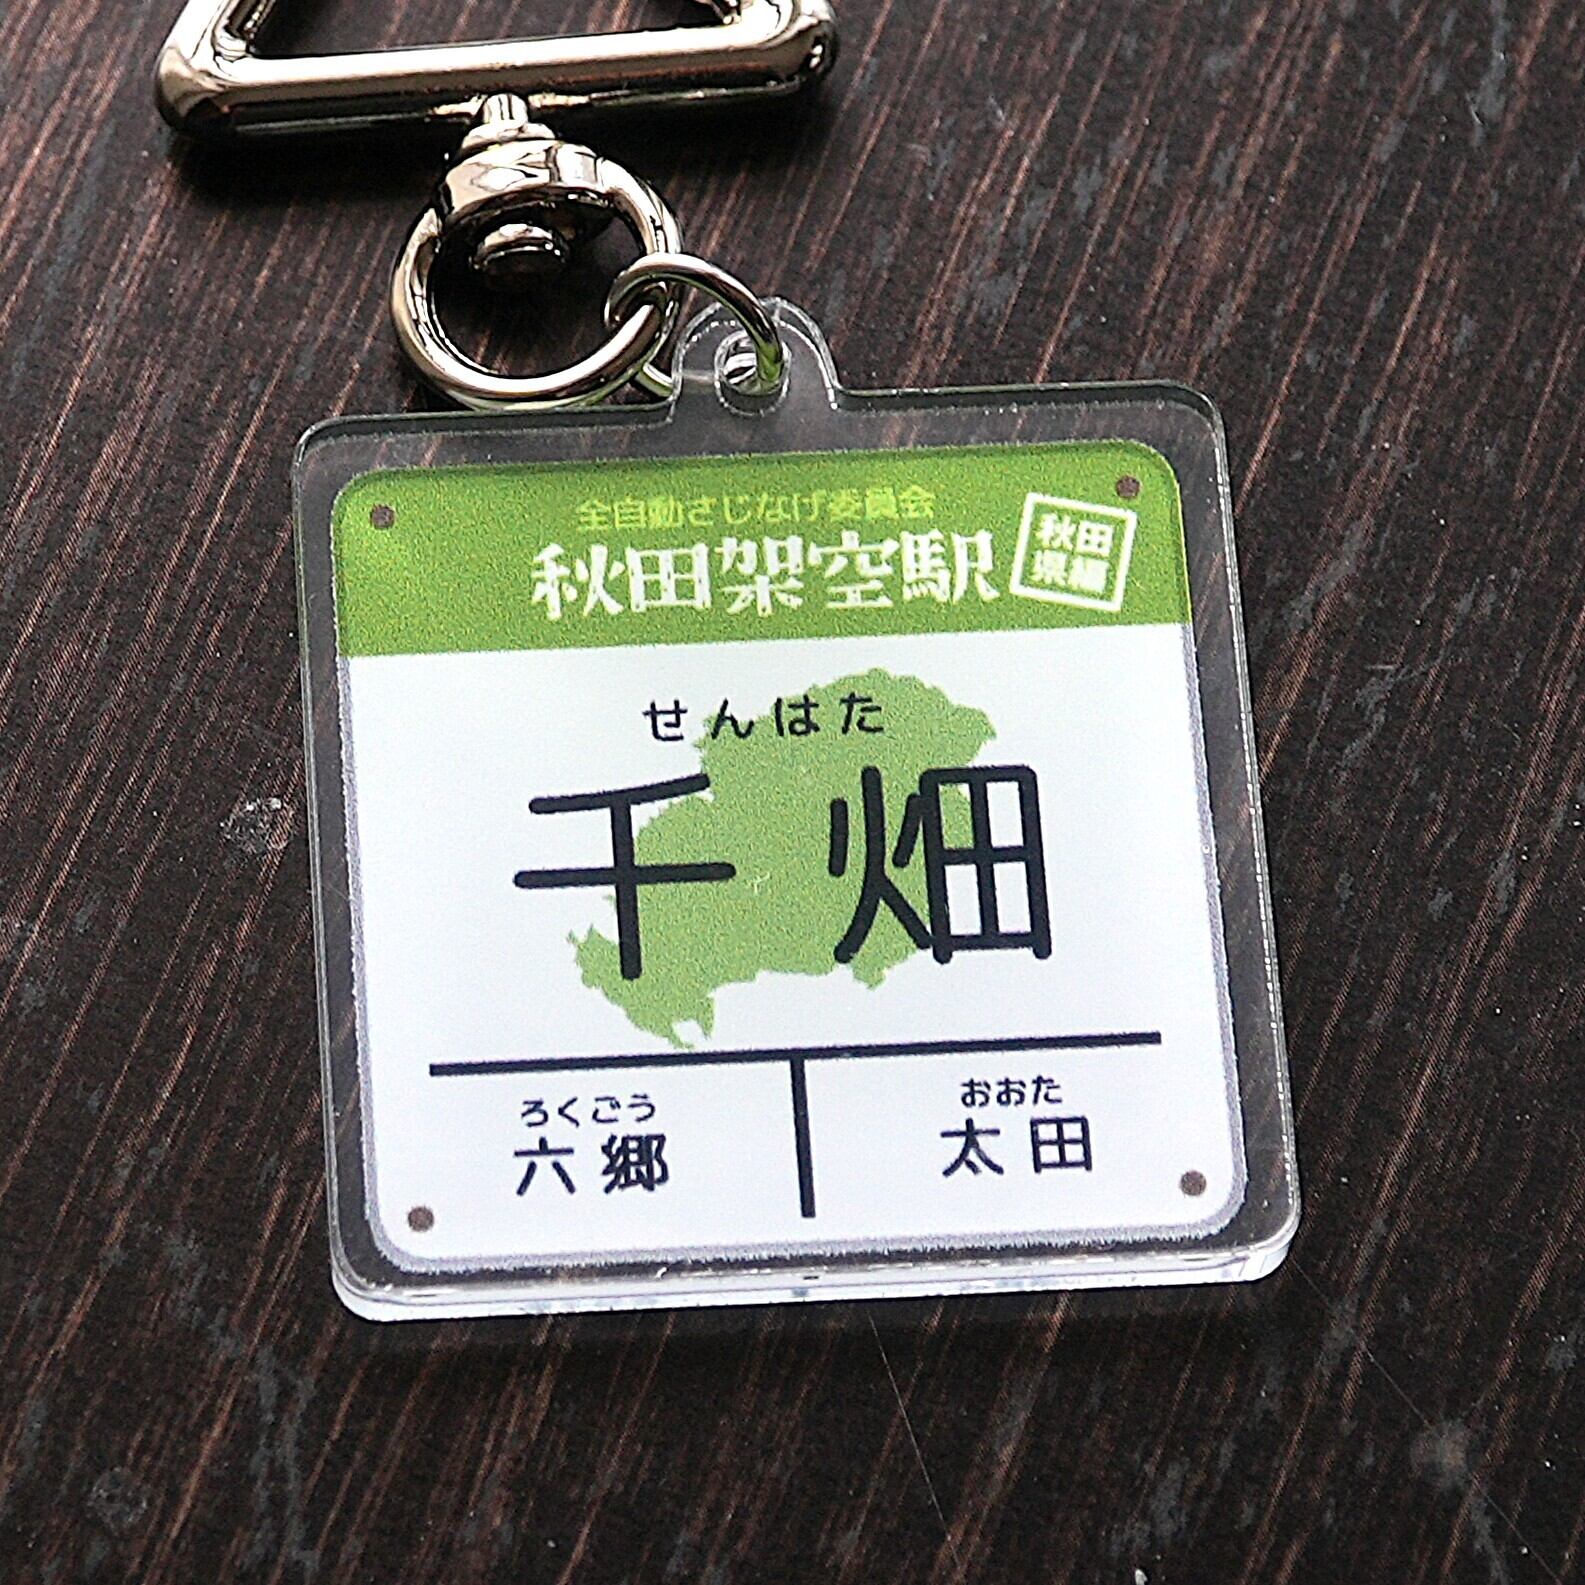 全自動さじなげ委員会
秋田架空駅
秋田
県編
せんはた
千畑
ろくごう
六郷
おおた
太田